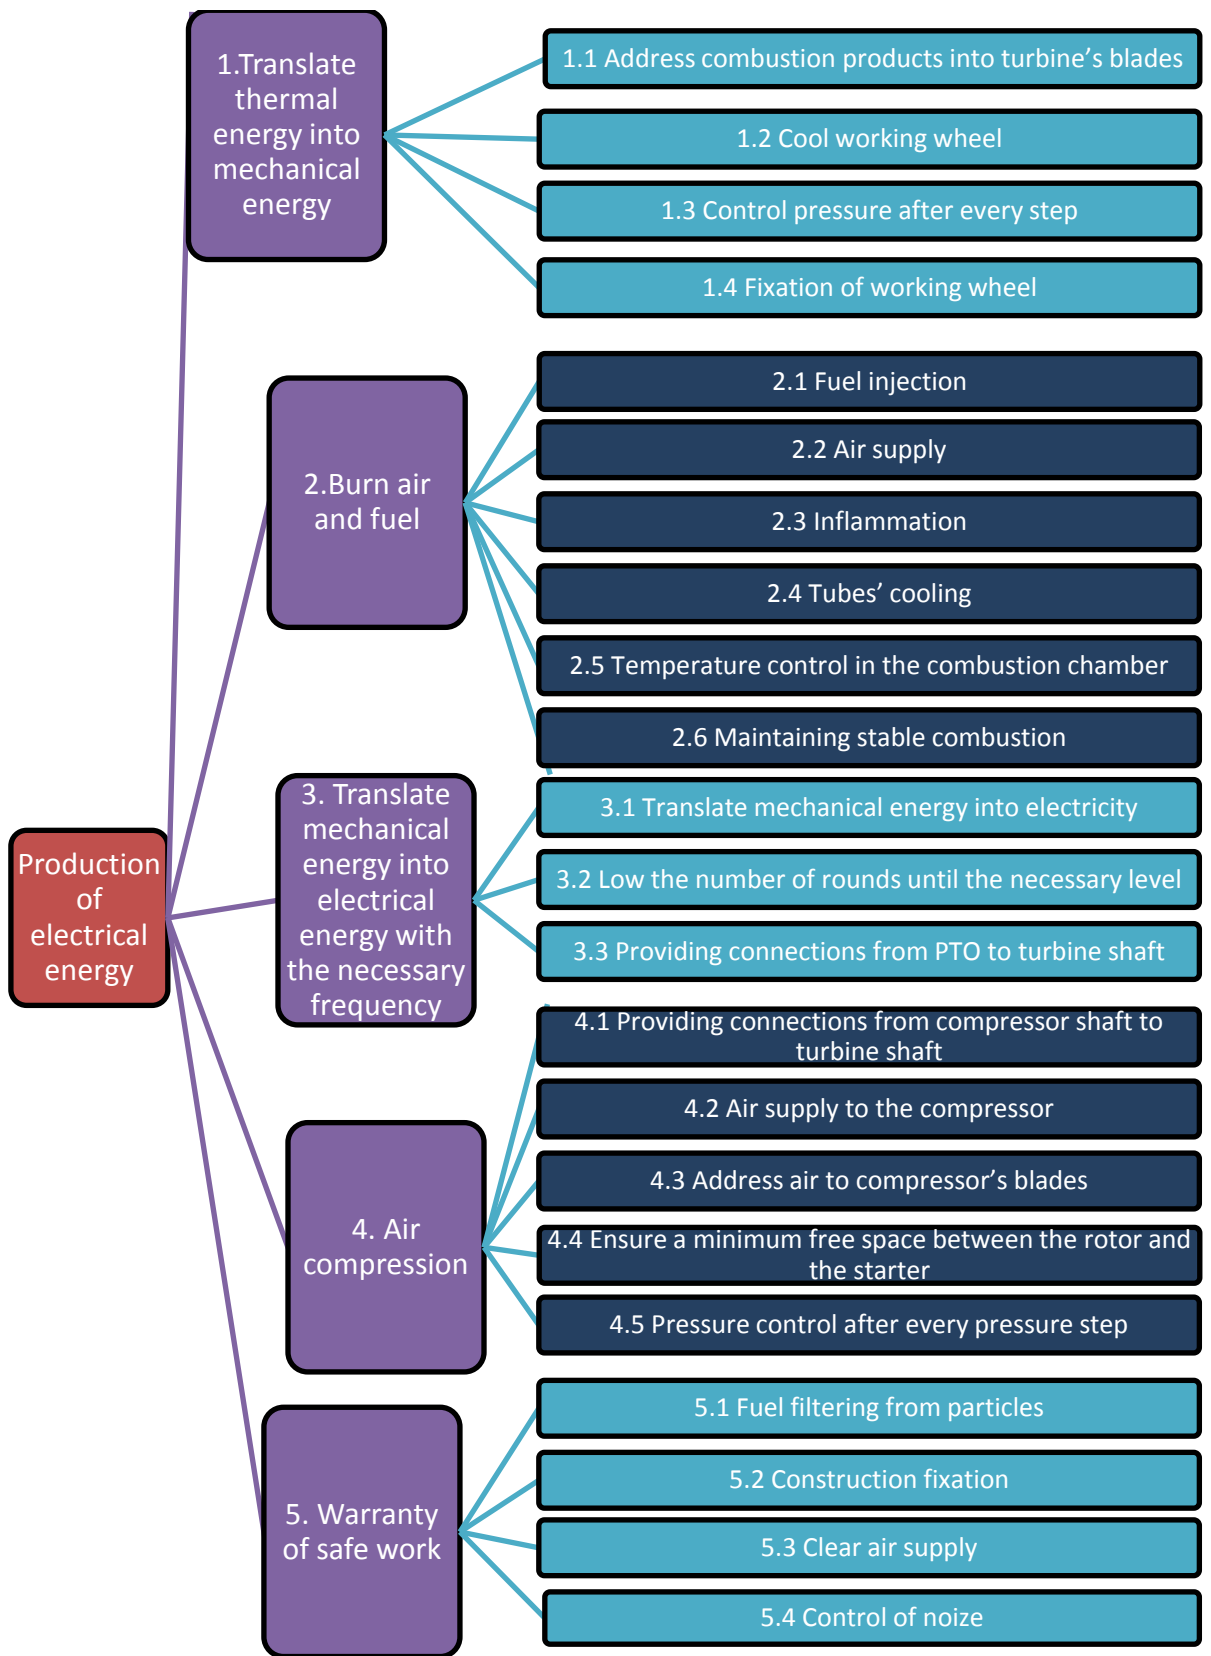 1.Translate
thermal
energy into
mechanical
energy
1.1 Address combustion products into turbine’s blades
1.2 Cool working wheel
1.3 Control pressure after every step
1.4 Fixation of working wheel
2.Burn air
and fuel
2.1 Fuel injection
2.2 Air supply
2.3 Inflammation
2.4 Tubes’ cooling
2.5 Temperature control in the combustion chamber
2.6 Maintaining stable combustion
Production
of
electrical
energy
3. Translate
mechanical
energy into
electrical
energy with
the necessary
frequency
3.1 Translate mechanical energy into electricity
3.2 Low the number of rounds until the necessary level
3.3 Providing connections from PTO to turbine shaft
4. Air
compression
4.1 Providing connections from compressor shaft to
turbine shaft
4.2 Air supply to the compressor
4.3 Address air to compressor’s blades
4.4 Ensure a minimum free space between the rotor and
the starter
4.5 Pressure control after every pressure step
5. Warranty
of safe work
5.1 Fuel filtering from particles
5.2 Construction fixation
5.3 Clear air supply
5.4 Control of noize